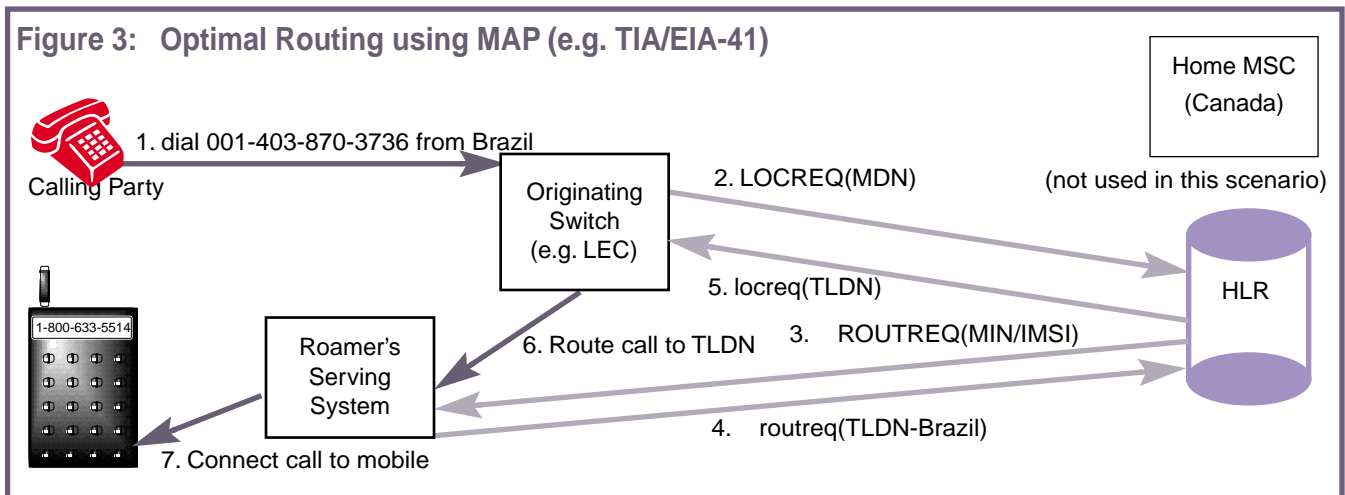 Figure 3: Optimal Routing using MAP (e.g. TIA/EIA-41)
Home MSC
(Canada)
(not used in this scenario)
1. dial 001-403-870-3736 from Brazil
Calling Party
Originating
Switch
(e.g. LEC)
2. LOCREQ(MDN)
5. locreq(TLDN)
HLR
3. ROUTREQ(MIN/IMSI)
6. Route call to TLDN
1-800-633-5514
Roamer's
Serving
System
4. routreq(TLDN-Brazil)
7. Connect call to mobile